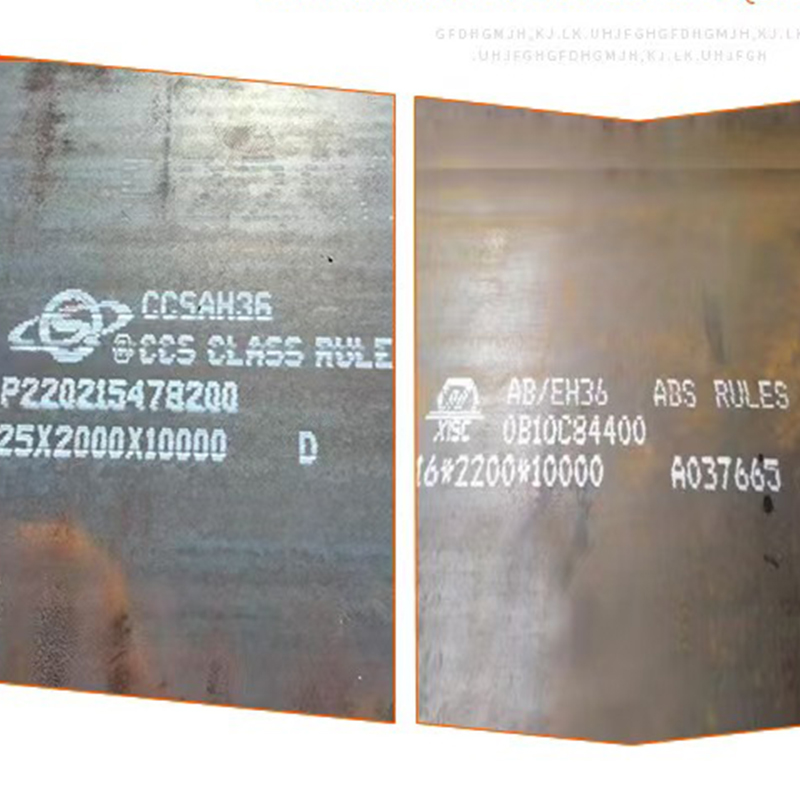 GFDHGMJH,KJ.LK.UHJFGHGFDHGMJH,KJ.LK
.UHJFGHGFDHGMJH,KJ.LK.UHJFGH
CCSAH36
CCS CLASS RULE
P220215478200
25X2000X10000 D
AB/EH36 ABS RULES
XISC 0B10C84400
16*2200*10000 A037665